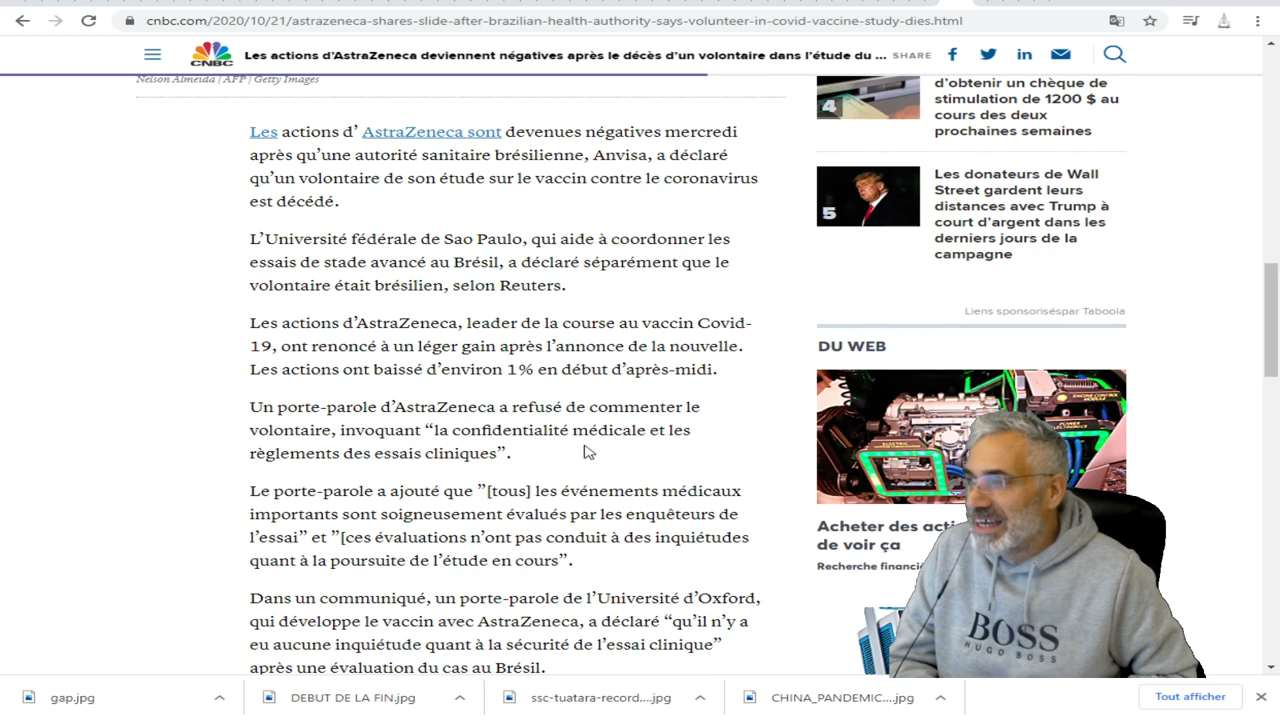 cnbc.com/2020/10/21/astrazeneca-shares-slide-after-brazilian-health-authority-says-volunteer-in-covid-vaccine-study-dies.html
CNBC
Les actions d'AstraZeneca deviennent négatives après le décès d'un volontaire dans l'étude du ...
SHARE
Nelson Almeida | AFP | Getty Images
Les actions d' AstraZeneca sont devenues négatives mercredi
après qu'une autorité sanitaire brésilienne, Anvisa, a déclaré
qu'un volontaire de son étude sur le vaccin contre le coronavirus
est décédé.
L'Université fédérale de Sao Paulo, qui aide à coordonner les
essais de stade avancé au Brésil, a déclaré séparément que le
volontaire était brésilien, selon Reuters.
Les actions d'AstraZeneca, leader de la course au vaccin Covid-
19, ont renoncé à un léger gain après l'annonce de la nouvelle.
Les actions ont baissé d'environ 1% en début d'après-midi.
Un porte-parole d'AstraZeneca a refusé de commenter le
volontaire, invoquant “la confidentialité médicale et les
règlements des essais cliniques”.
Le porte-parole a ajouté que ”[tous] les événements médicaux
importants sont soigneusement évalués par les enquêteurs de
l'essai” et ”[ces évaluations n'ont pas conduit à des inquiétudes
quant à la poursuite de l'étude en cours”.
Dans un communiqué, un porte-parole de l'Université d'Oxford,
qui développe le vaccin avec AstraZeneca, a déclaré “qu'il n'y a
eu aucune inquiétude quant à la sécurité de l'essai clinique”
après une évaluation du cas au Brésil.
4
d'obtenir un chèque de
stimulation de 1200 $ au
cours des deux
prochaines semaines
5
Les donateurs de Wall
Street gardent leurs
distances avec Trump à
court d'argent dans les
derniers jours de la
campagne
Liens sponsoriséspar Taboola
DU WEB
ENGINE CONTROL
MODULE
POWER
ELECTRONICS
ELECTRIC
Acheter des acti
de voir ça
Recherche financiè
BOSS
HUGO BOSS
gap.jpg
DEBUT DE LA FIN.jpg
ssc-tuatara-record....jpg
CHINA_PANDEMIC....jpg
Tout afficher